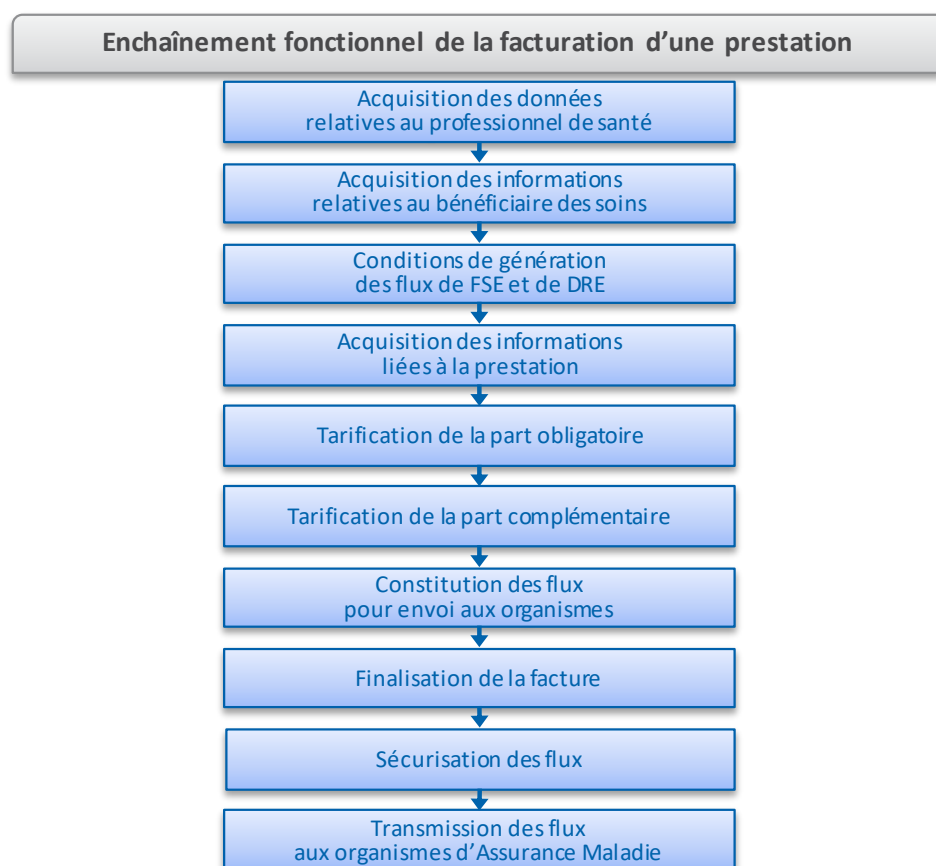 Enchaînement fonctionnel de la facturation d’une prestation
Acquisition des données
relatives au professionnel de santé
Acquisition des informations
relatives au bénéficiaire des soins
Conditions de génération
des flux de FSE et de DRE
Acquisition des informations
liées à la prestation
Tarification de la part obligatoire
Tarification de la part complémentaire
Constitution des flux
pour envoi aux organismes
Finalisation de la facture
Sécurisation des flux
Transmission des flux
aux organismes d’Assurance Maladie